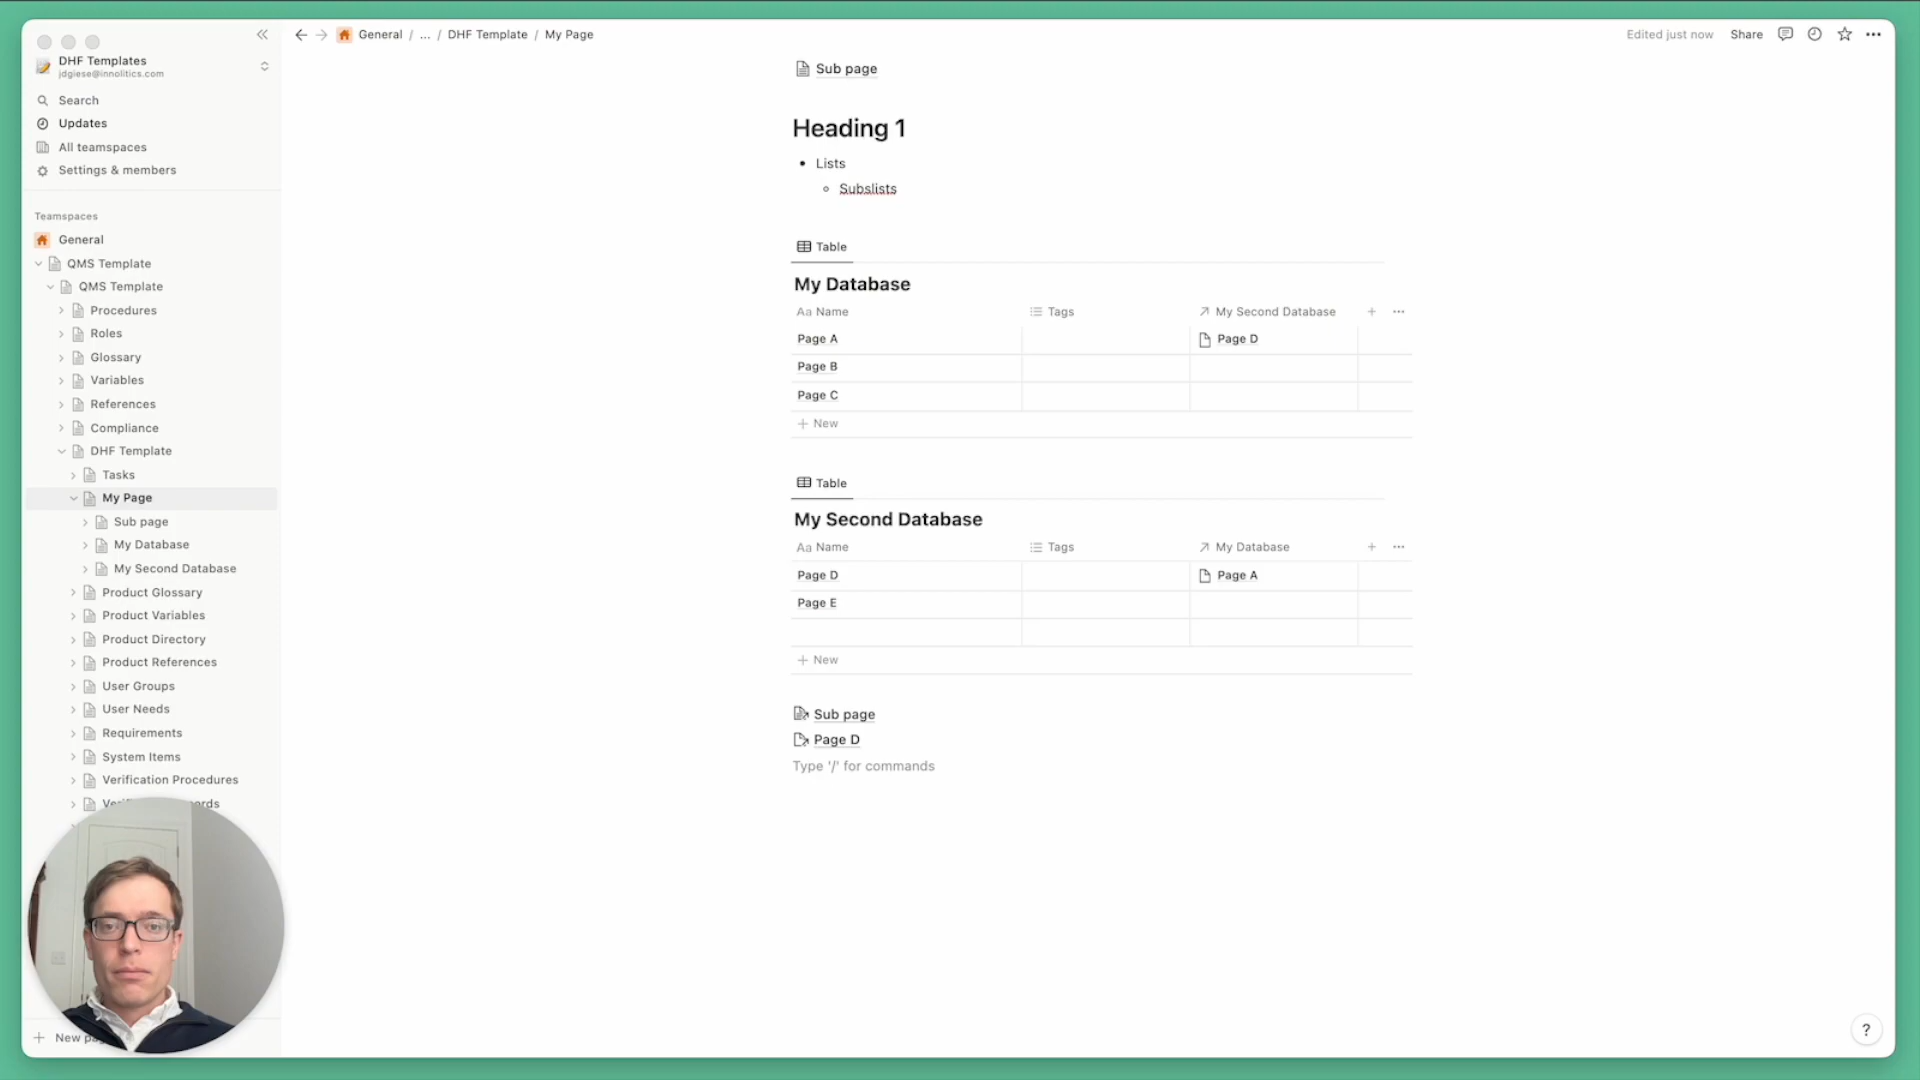 General / ... / DHF Template / My Page
Edited just now
Share
DHF Templates
jdgiese@innolitics.com
Search
Updates
All teamspaces
Settings & members
Teamspaces
General
QMS Template
QMS Template
Procedures
Roles
Glossary
Variables
References
Compliance
DHF Template
Tasks
My Page
Sub page
My Database
My Second Database
Product Glossary
Product Variables
Product Directory
Product References
User Groups
User Needs
Requirements
System Items
Verification Procedures
New
Sub page
Heading 1
• Lists
◦ Subslists
Table
My Database
Aa Name Tags My Second Database
Page A Page D
Page B
Page C
New
Table
My Second Database
Aa Name Tags My Database
Page D Page A
Page E
New
Sub page
Page D
Type '/' for commands
?